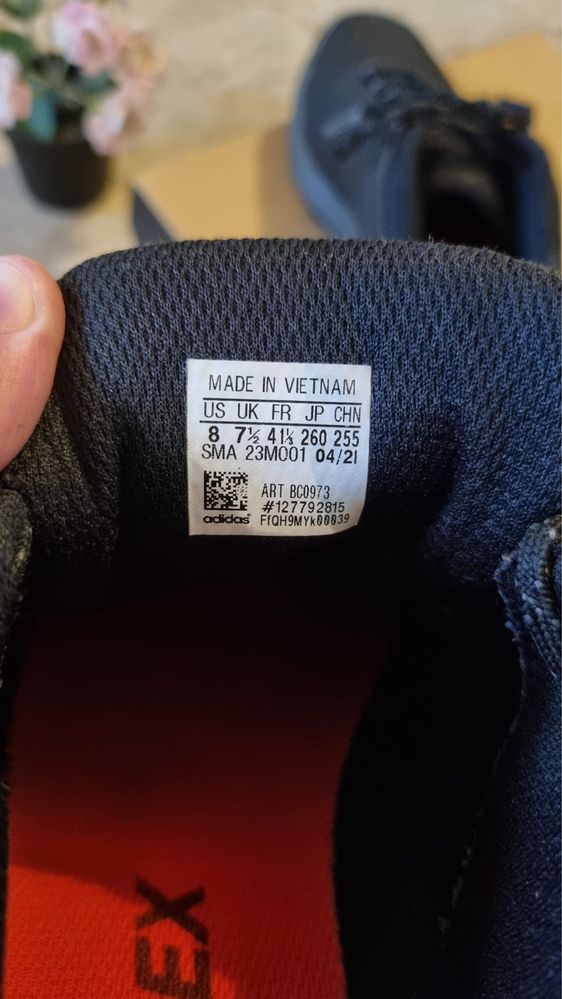 MADE IN VIETNAM
US UK FR JP CHN
8 7½ 41⅓ 260 255
SMA 23M001 04/21
ART BC0973
#127792815
adidas® FfQH9MYk00039
EX